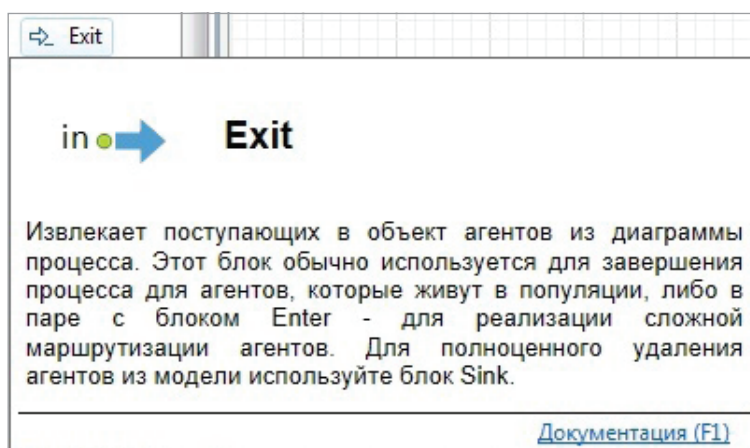 Exit
in Exit
Извлекает поступающих в объект агентов из диаграммы
процесса. Этот блок обычно используется для завершения
процесса для агентов, которые живут в популяции, либо в
паре с блоком Enter - для реализации сложной
маршрутизации агентов. Для полноценного удаления
агентов из модели используйте блок Sink.
Документация (F1)